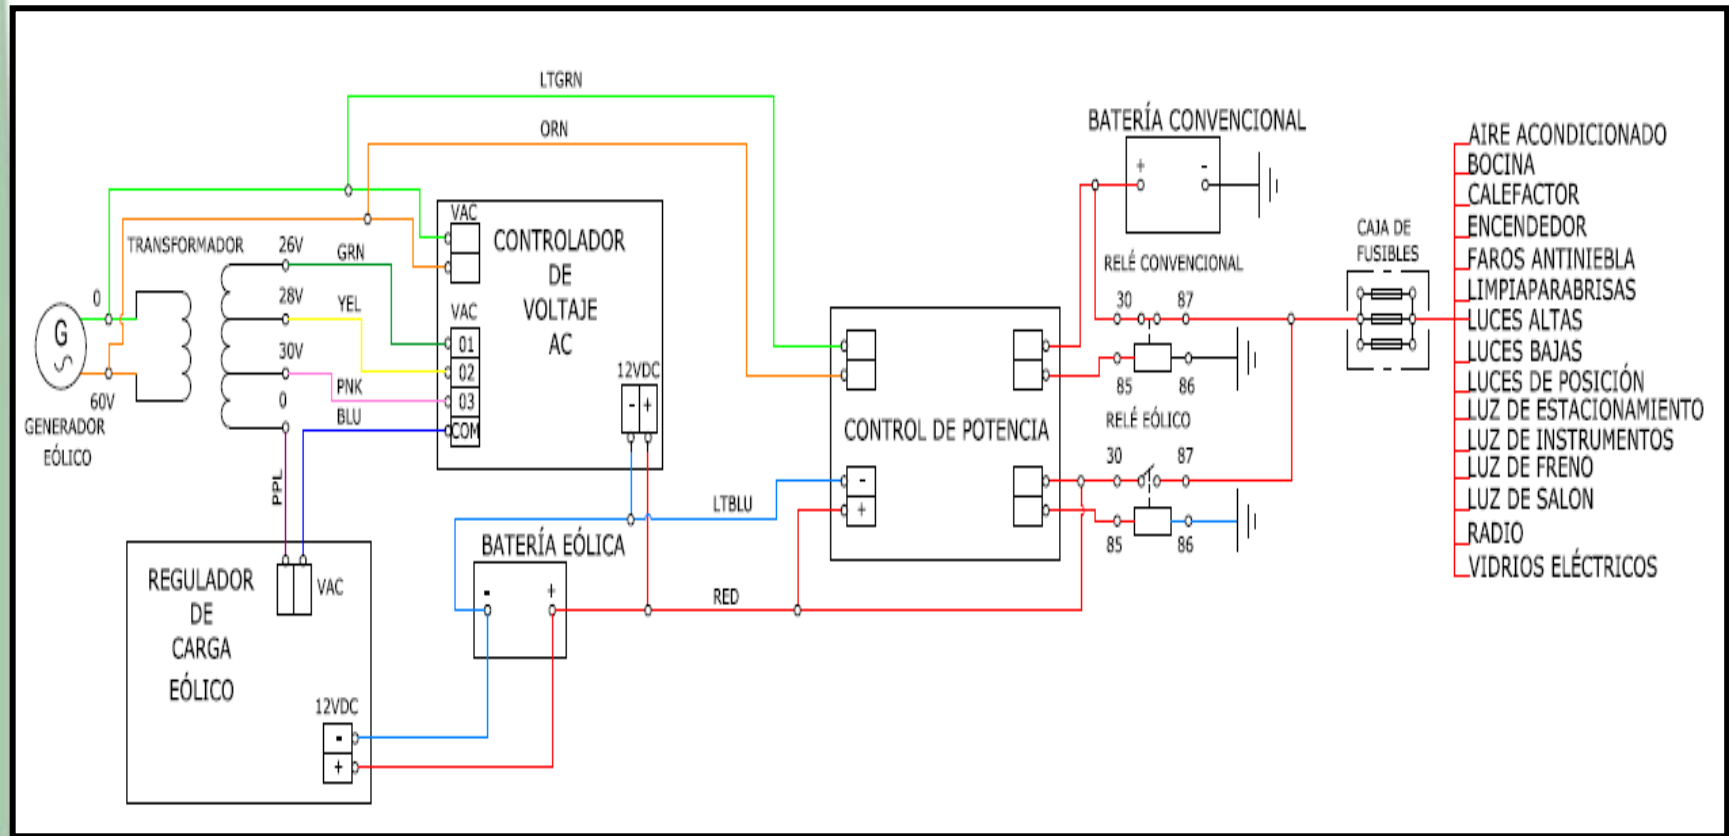 LTGRN
ORN
BATERÍA CONVENCIONAL
+
-
TRANSFORMADOR
26V
GRN
28V
YEL
30V
PNK
0
BLU
PPL
0
G
60V
GENERADOR
EÓLICO
VAC
CONTROLADOR
DE
VOLTAJE
AC
VAC
01
02
03
COM
12VDC
-
+
RELÉ CONVENCIONAL
30
87
85
86
CONTROL DE POTENCIA
-
+
RELÉ EÓLICO
30
87
85
86
CAJA DE
FUSIBLES
AIRE ACONDICIONADO
BOCINA
CALEFACTOR
ENCENDEDOR
FAROS ANTINIEBLA
LIMPIAPARABRISAS
LUCES ALTAS
LUCES BAJAS
LUCES DE POSICIÓN
LUZ DE ESTACIONAMIENTO
LUZ DE INSTRUMENTOS
LUZ DE FRENO
LUZ DE SALON
RADIO
VIDRIOS ELÉCTRICOS
LTBLU
BATERÍA EÓLICA
-
+
RED
REGULADOR
DE
CARGA
EÓLICO
VAC
12VDC
-
+